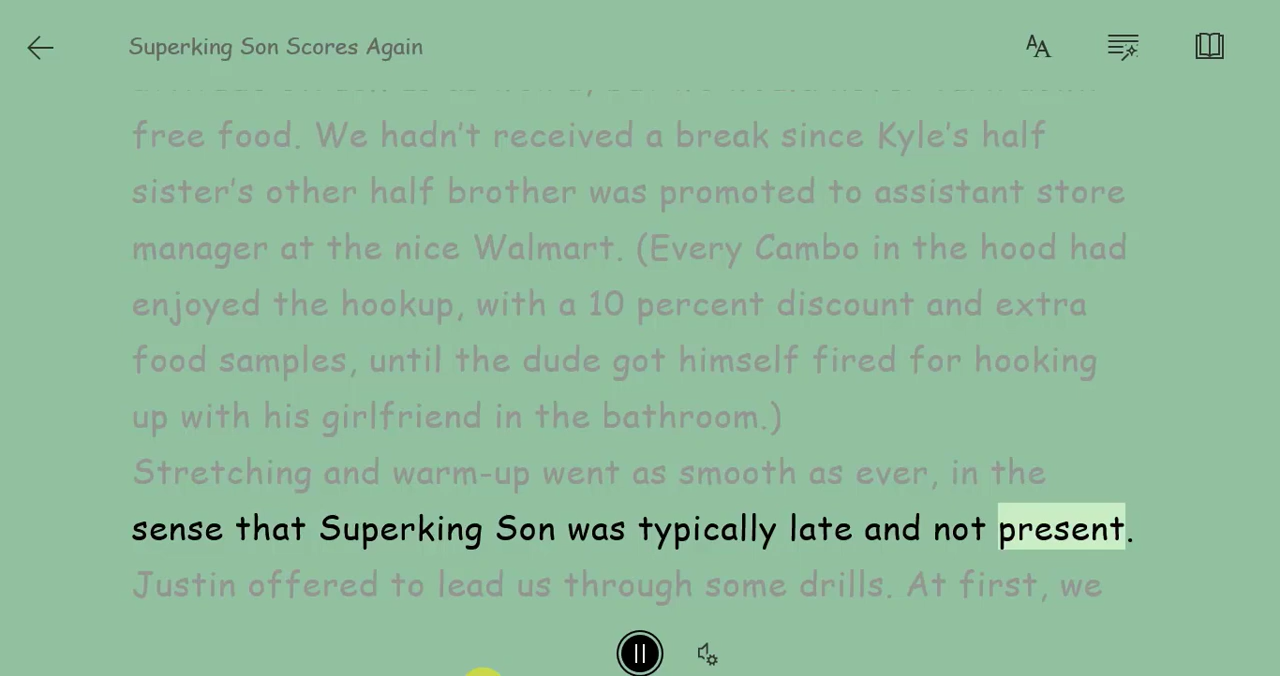 Superking Son Scores Again
free food. We hadn't received a break since Kyle's half
sister's other half brother was promoted to assistant store
manager at the nice Walmart. (Every Cambo in the hood had
enjoyed the hookup, with a 10 percent discount and extra
food samples, until the dude got himself fired for hooking
up with his girlfriend in the bathroom.)
Stretching and warm-up went as smooth as ever, in the
sense that Superking Son was typically late and not present.
Justin offered to lead us through some drills. At first, we